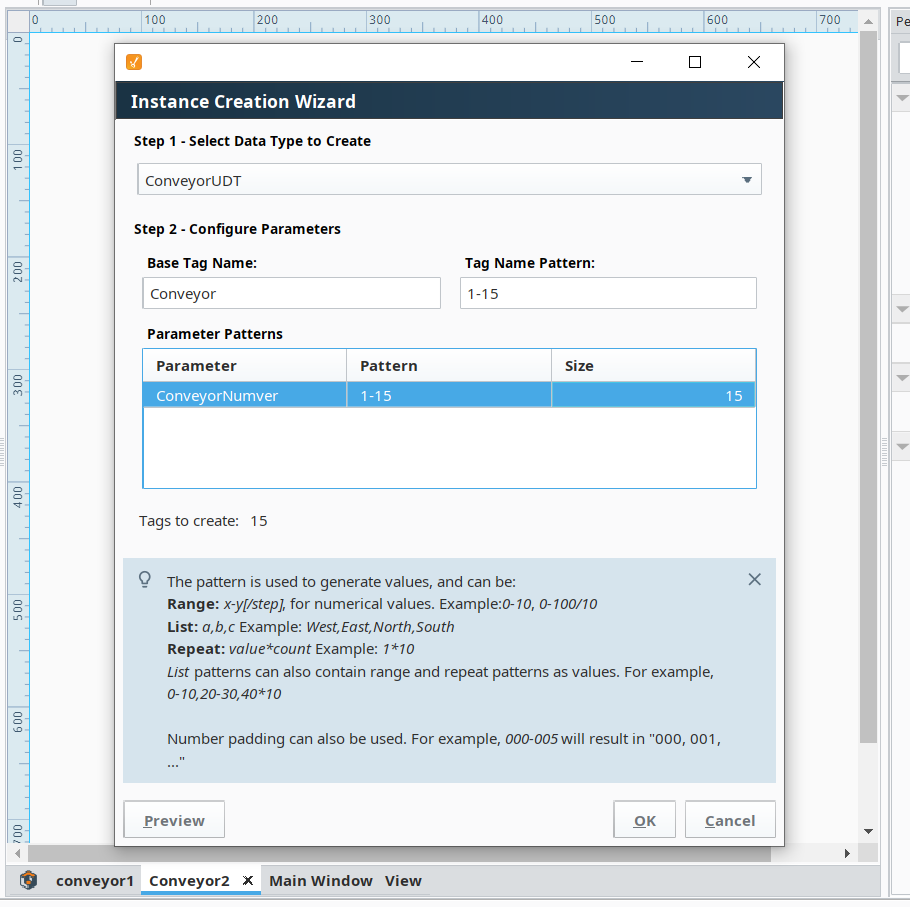 0 100 200 300 400 500 600 700
Pe
0
100
200
300
400
500
600
700
Instance Creation Wizard
Step 1 - Select Data Type to Create
ConveyorUDT
Step 2 - Configure Parameters
Base Tag Name: Tag Name Pattern:
Conveyor 1-15
Parameter Patterns
Parameter Pattern Size
ConveyorNumver 1-15 15
Tags to create: 15
The pattern is used to generate values, and can be:
Range: x-y[/step], for numerical values. Example:0-10, 0-100/10
List: a,b,c Example: West,East,North,South
Repeat: value*count Example: 1*10
List patterns can also contain range and repeat patterns as values. For example,
0-10,20-30,40*10
Number padding can also be used. For example, 000-005 will result in "000, 001,
..."
Preview OK Cancel
conveyor1 Conveyor2 Main Window View